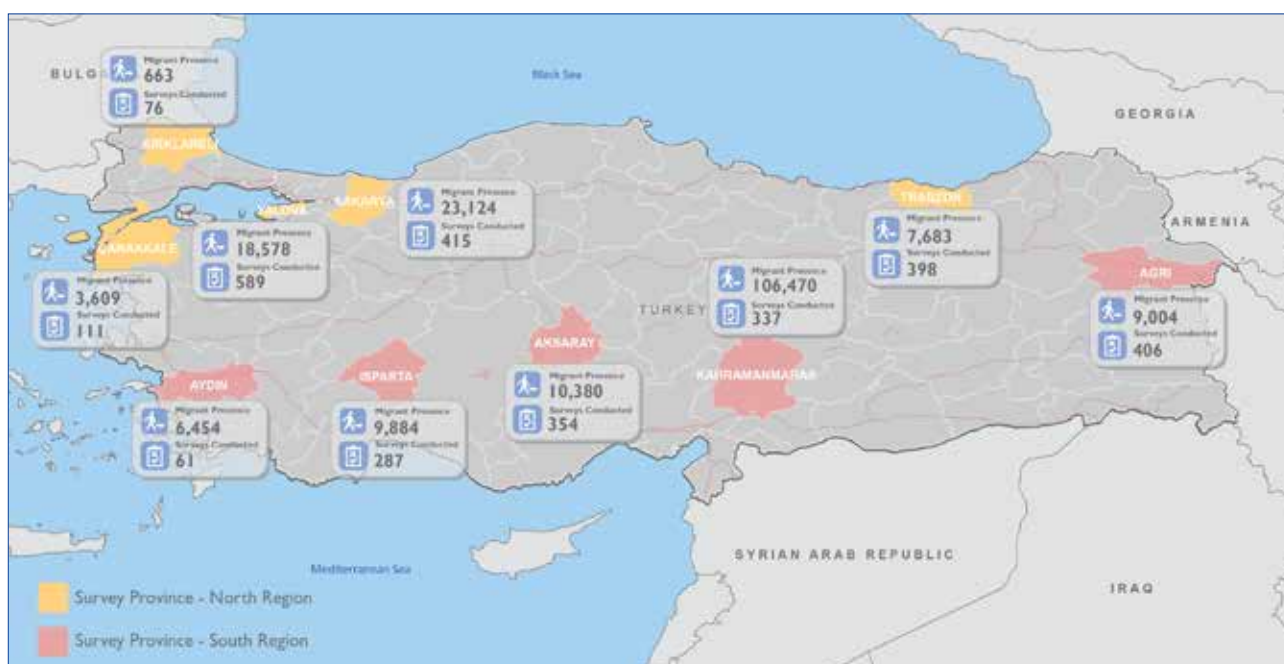 Migrant Presence
663
Surveys Conducted
76
BULG
Black Sea
GEORGIA
KIRKLARELI
SAKARYA
Migrant Presence
23,124
Surveys Conducted
415
TRABZON
Migrant Presence
7,683
Surveys Conducted
398
ARMENIA
YALOVA
Migrant Presence
18,578
Surveys Conducted
589
ÇANAKKALE
Migrant Presence
3,609
Surveys Conducted
111
Migrant Presence
106,470
Surveys Conducted
337
TURKEY
AGRI
Migrant Presence
9,004
Surveys Conducted
406
AKSARAY
Migrant Presence
10,380
Surveys Conducted
354
KAHRAMANMARAS
AYDIN
Migrant Presence
6,454
Surveys Conducted
61
ISPARTA
Migrant Presence
9,884
Surveys Conducted
287
SYRIAN ARAB REPUBLIC
Mediterranean Sea
IRAQ
Survey Province - North Region
Survey Province - South Region